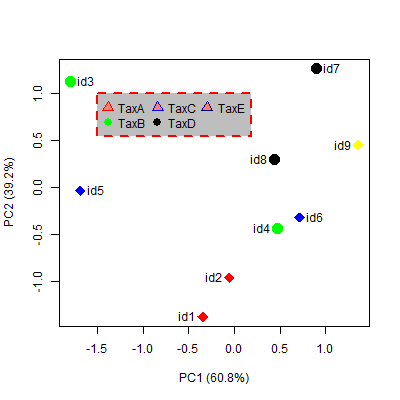 id3
id7
TaxA TaxC TaxE
TaxB TaxD
id9
id8
id5
id6
id4
id2
id1
1.0
0.5
0.0
-0.5
-1.0
PC2 (39.2%)
-1.5 -1.0 -0.5 0.0 0.5 1.0
PC1 (60.8%)